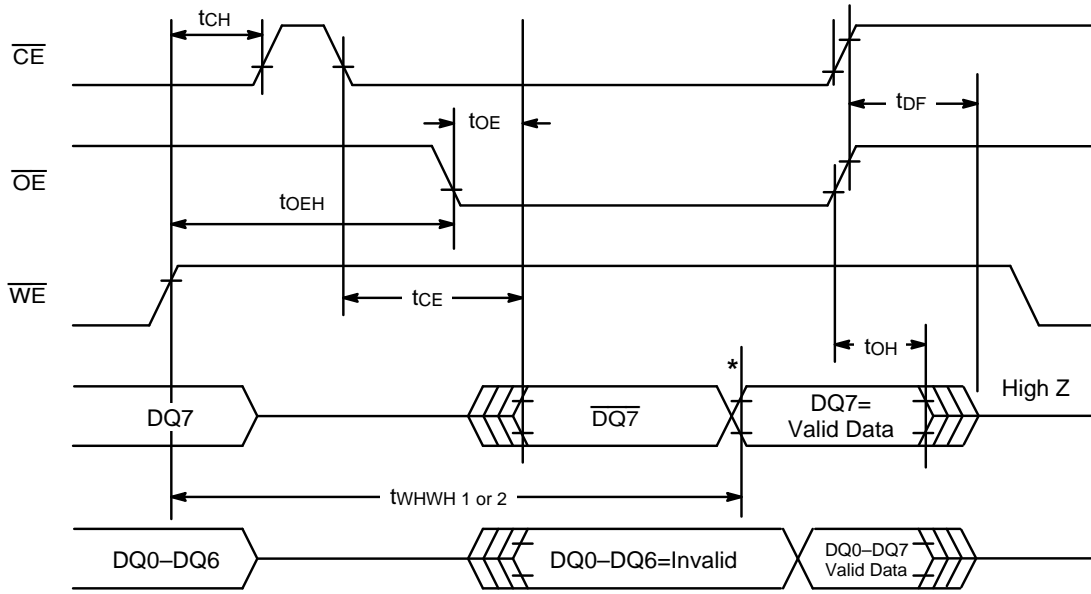 tCH
CE
tDF
tOE
OE
tOEH
WE
tCE
tOH
*
High Z
DQ7
DQ7
DQ7=
Valid Data
tWHWH 1 or 2
DQ0–DQ6
DQ0–DQ6=Invalid
DQ0–DQ7
Valid Data